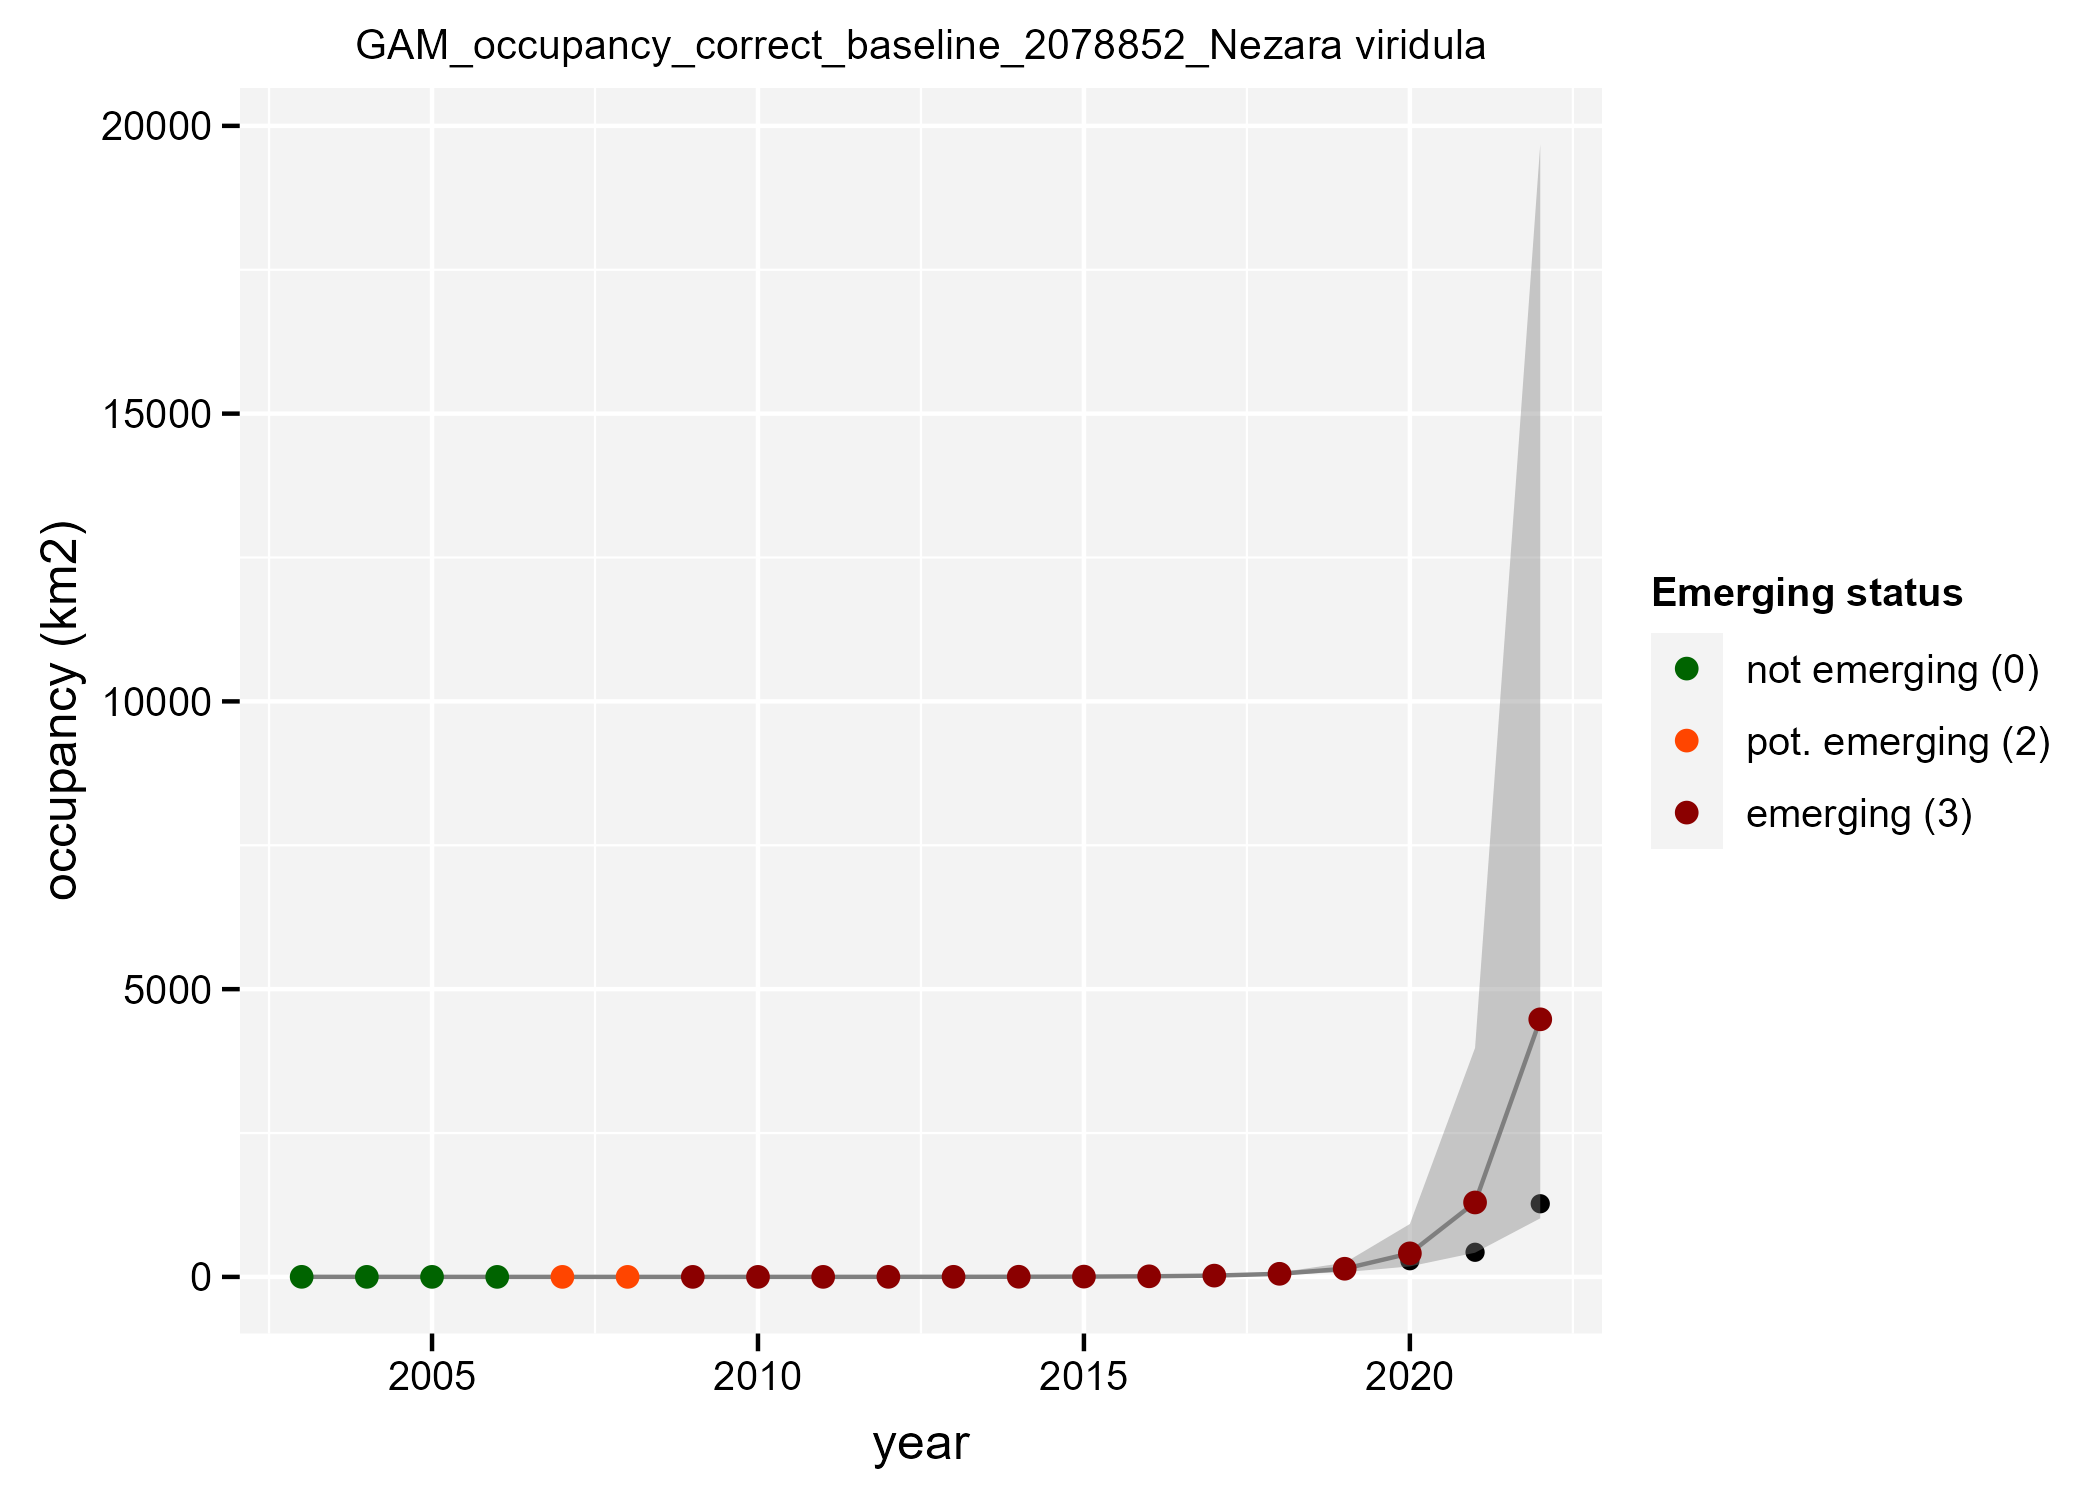 GAM_occupancy_correct_baseline_2078852_Nezara viridula
20000
15000
10000
5000
0
occupancy (km2)
2005
2010
2015
2020
year
Emerging status
not emerging (0)
pot. emerging (2)
emerging (3)